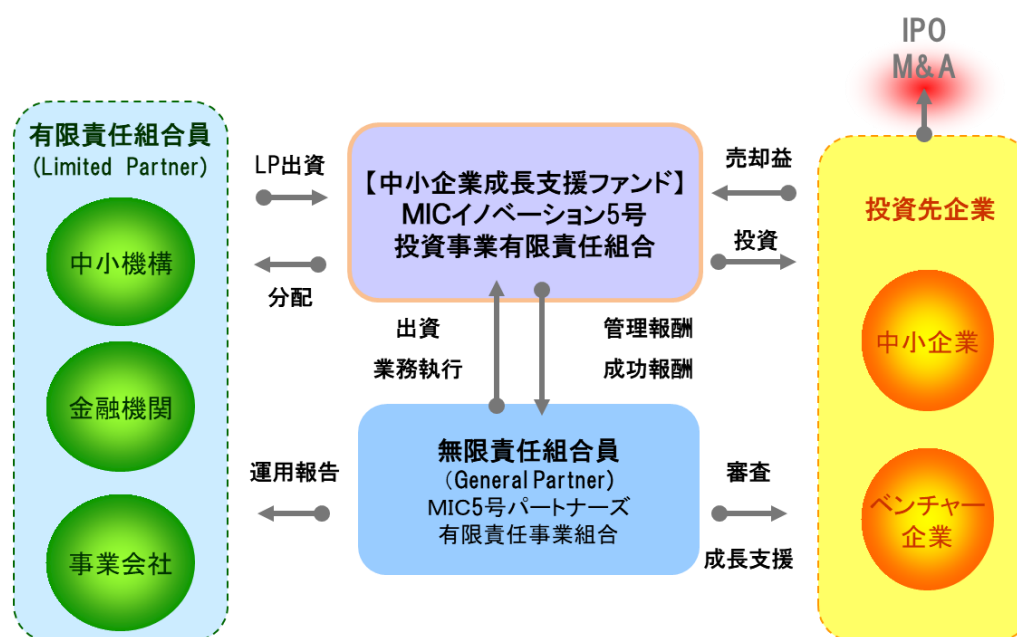 IPO
M&A
有限責任組合員
(Limited Partner)
中小機構
金融機関
事業会社
LP出資
分配
【中小企業成長支援ファンド】
MICイノベーション5号
投資事業有限責任組合
売却益
投資
出資
業務執行
管理報酬
成功報酬
運用報告
無限責任組合員
(General Partner)
MIC5号パートナーズ
有限責任事業組合
審査
成長支援
投資先企業
中小企業
ベンチャー
企業